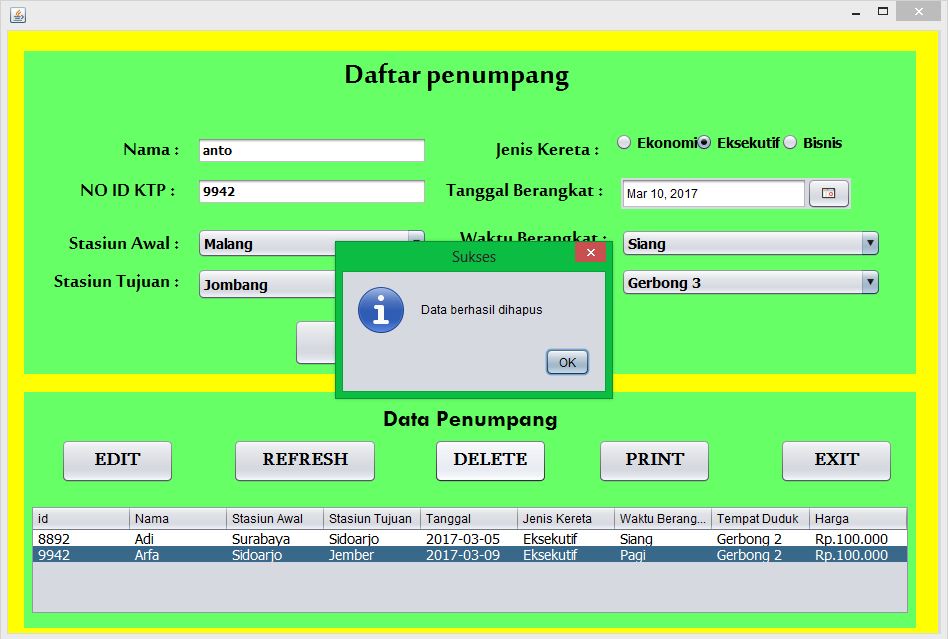 Daftar penumpang
Nama :
anto
Jenis Kereta :
Ekonomi
Eksekutif
Bisnis
NO ID KTP :
9942
Tanggal Berangkat :
Mar 10, 2017
Stasiun Awal :
Malang
Waktu Berangkat :
Siang
Stasiun Tujuan :
Jombang
Gerbong 3
Sukses
Data berhasil dihapus
OK
Data Penumpang
EDIT
REFRESH
DELETE
PRINT
EXIT
id Nama Stasiun Awal Stasiun Tujuan Tanggal Jenis Kereta Waktu Berang... Tempat Duduk Harga
8892 Adi Surabaya Sidoarjo 2017-03-05 Eksekutif Siang Gerbong 2 Rp.100.000
9942 Arfa Sidoarjo Jember 2017-03-09 Eksekutif Pagi Gerbong 2 Rp.100.000